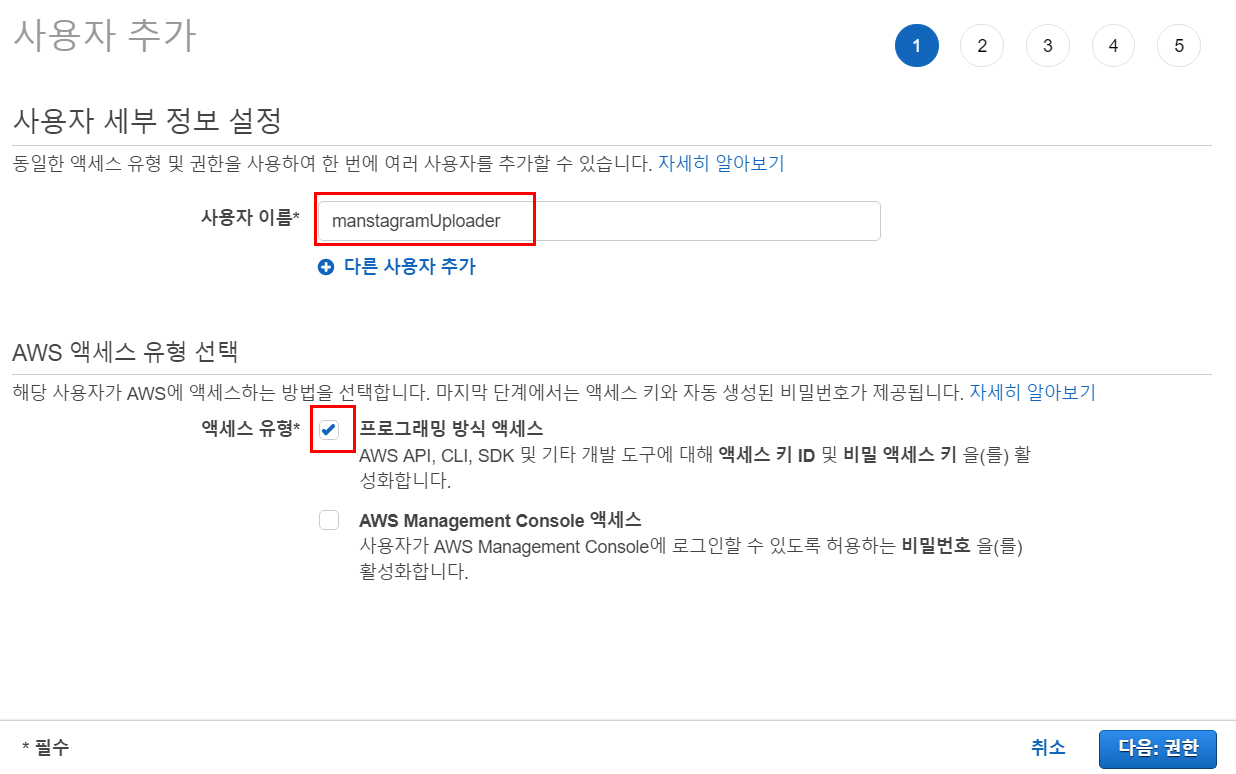 사용자 추가
1 2 3 4 5
사용자 세부 정보 설정
동일한 액세스 유형 및 권한을 사용하여 한 번에 여러 사용자를 추가할 수 있습니다. 자세히 알아보기
사용자 이름* manstagramUploader
다른 사용자 추가
AWS 액세스 유형 선택
해당 사용자가 AWS에 액세스하는 방법을 선택합니다. 마지막 단계에서는 액세스 키와 자동 생성된 비밀번호가 제공됩니다. 자세히 알아보기
액세스 유형* 프로그래밍 방식 액세스
AWS API, CLI, SDK 및 기타 개발 도구에 대해 액세스 키 ID 및 비밀 액세스 키 을(를) 활
성화합니다.
AWS Management Console 액세스
사용자가 AWS Management Console에 로그인할 수 있도록 허용하는 비밀번호 을(를)
활성화합니다.
* 필수 취소 다음: 권한